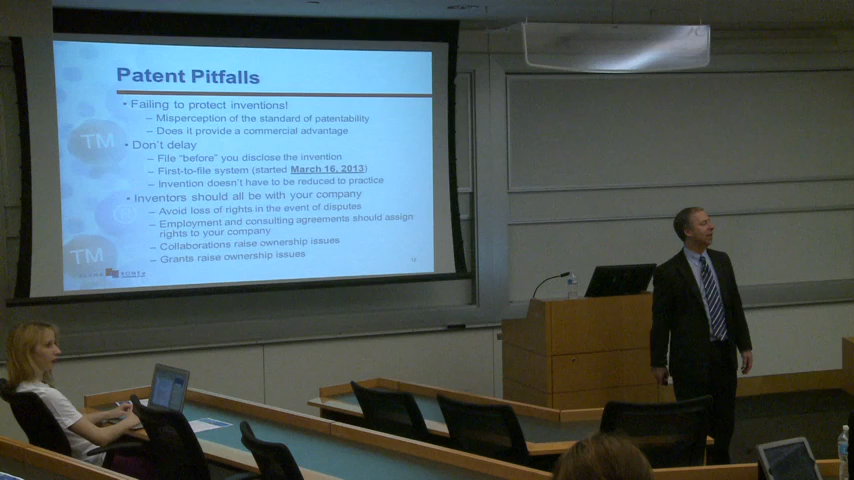 Patent Pitfalls
• Failing to protect inventions!
– Misperception of the standard of patentability
– Does it provide a commercial advantage
• Don't delay
– File "before" you disclose the invention
– First-to-file system (started March 16, 2013)
– Invention doesn't have to be reduced to practice
• Inventors should all be with your company
– Avoid loss of rights in the event of disputes
– Employment and consulting agreements should assign
rights to your company
– Collaborations raise ownership issues
– Grants raise ownership issues
TM
TM